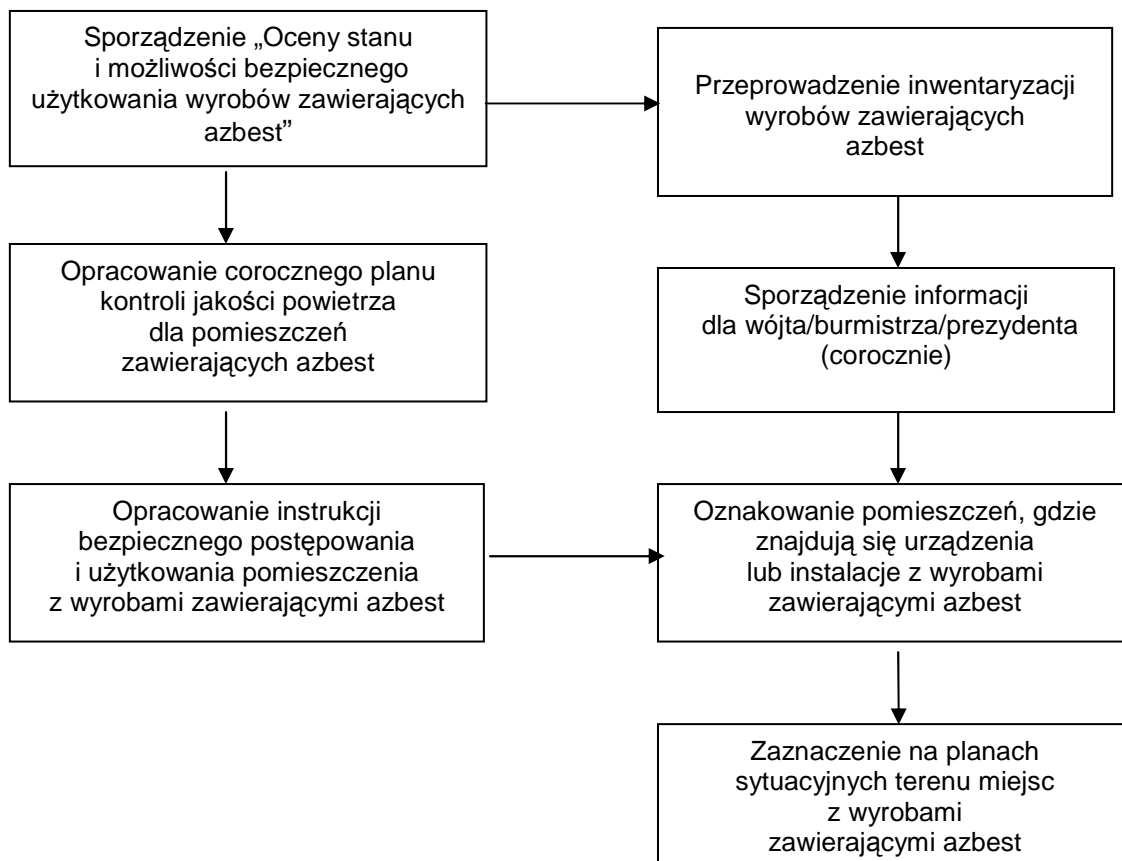 Sporządzenie „Oceny stanu
i możliwości bezpiecznego
użytkowania wyrobów zawierających
azbest”
Przeprowadzenie inwentaryzacji
wyrobów zawierających
azbest
Opracowanie corocznego planu
kontroli jakości powietrza
dla pomieszczeń
zawierających azbest
Sporządzenie informacji
dla wójta/burmistrza/prezydenta
(corocznie)
Opracowanie instrukcji
bezpiecznego postępowania
i użytkowania pomieszczenia
z wyrobami zawierającymi azbest
Oznakowanie pomieszczeń, gdzie
znajdują się urządzenia
lub instalacje z wyrobami
zawierającymi azbest
Zaznaczenie na planach
sytuacyjnych terenu miejsc
z wyrobami
zawierającymi azbest